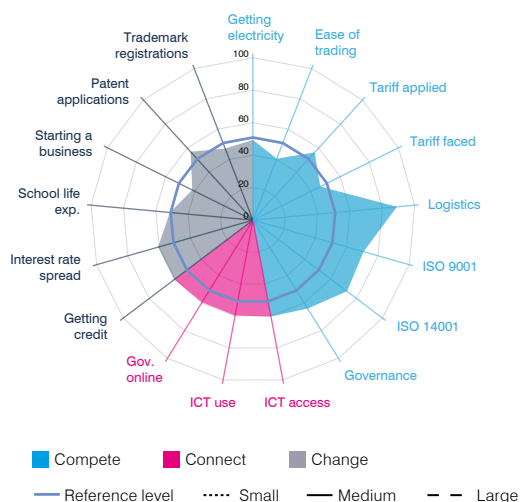 Getting
electricity
Ease of
trading
Tariff applied
Tariff faced
Logistics
ISO 9001
ISO 14001
Governance
ICT access
ICT use
Gov.
online
Getting
credit
Interest rate
spread
School life
exp.
Starting a
business
Patent
applications
Trademark
registrations
100
80
60
40
20
0
Compete
Connect
Change
Reference level
Small
Medium
Large